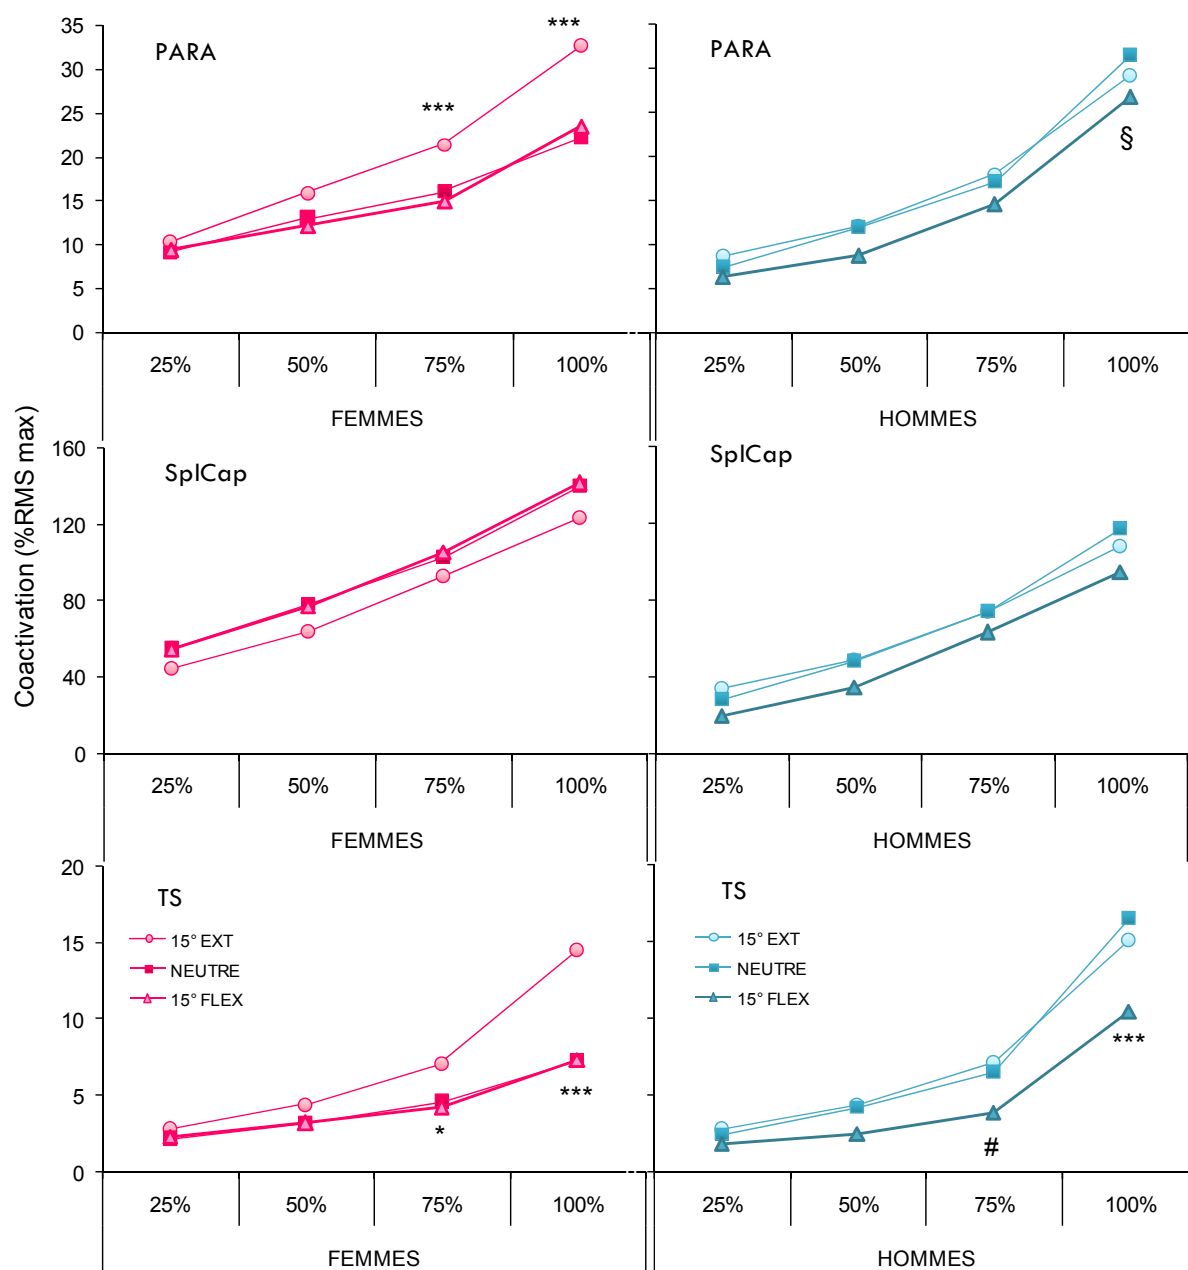 Coactivation (%RMS max)
PARA
35
30
25
20
15
10
5
0
***
***
25% 50% 75% 100%
FEMMES
PARA
§
25% 50% 75% 100%
HOMMES
SplCap
160
120
80
40
0
25% 50% 75% 100%
FEMMES
SplCap
25% 50% 75% 100%
HOMMES
TS
20
15
10
5
0
15° EXT
NEUTRE
15° FLEX
*
***
25% 50% 75% 100%
FEMMES
TS
15° EXT
NEUTRE
15° FLEX
#
***
25% 50% 75% 100%
HOMMES